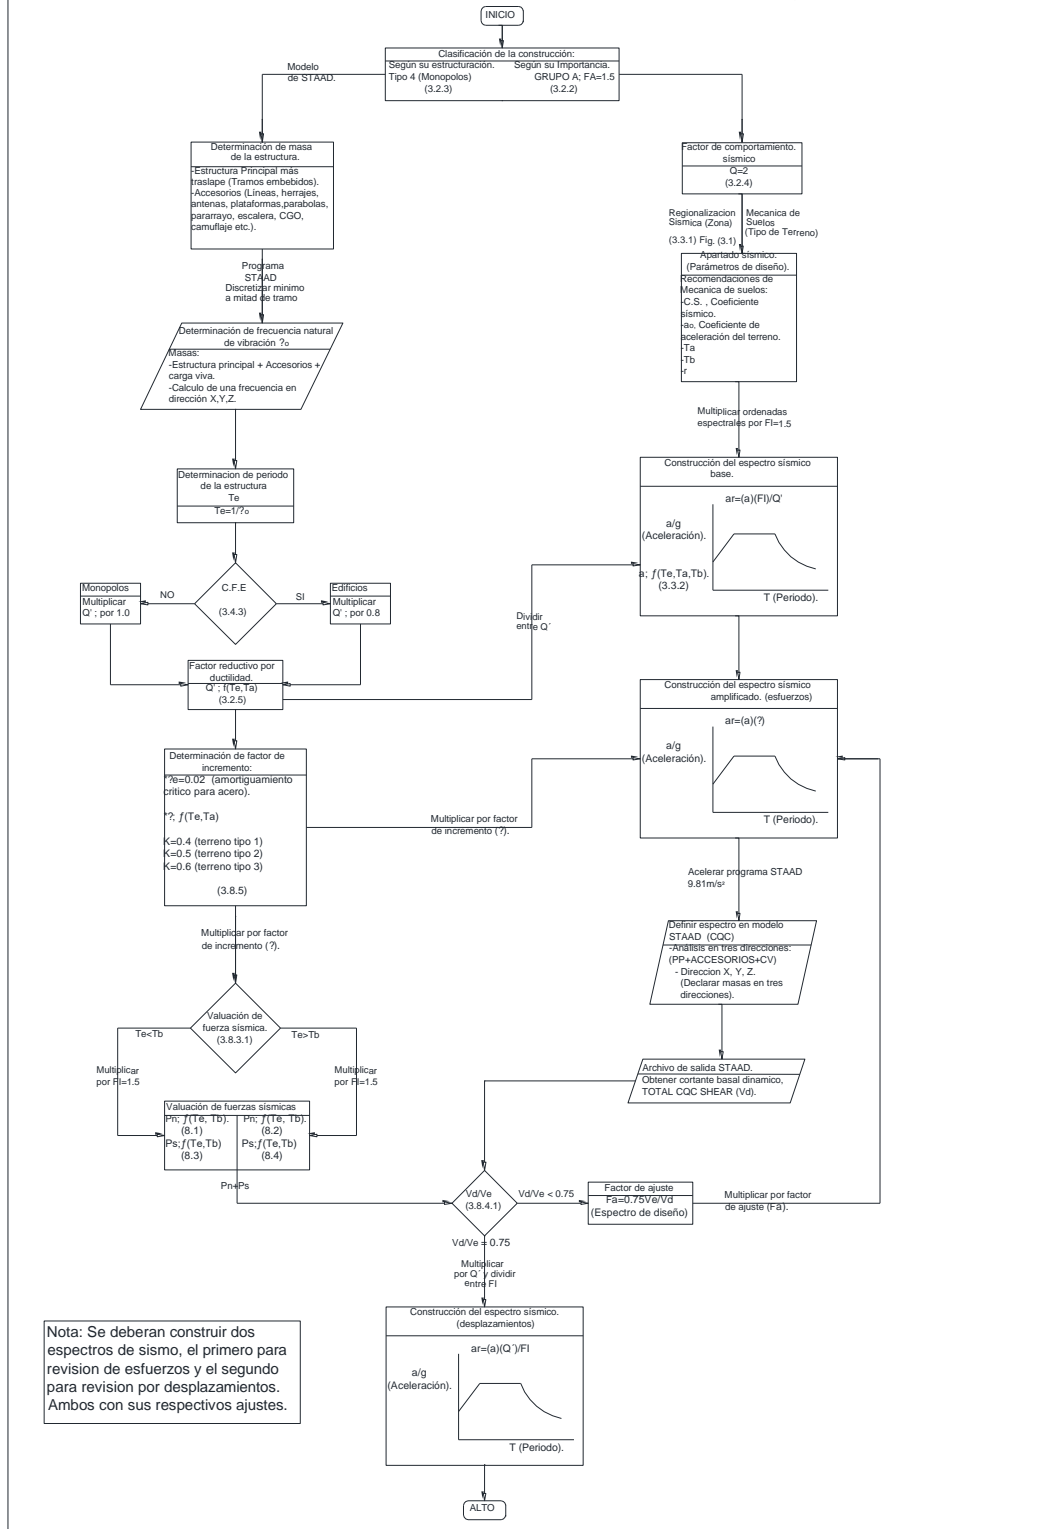 INICIO
Clasificación de la construcción:
Según su estructuración.
Tipo 4 (Monopolos)
(3.2.3)
Según su Importancia.
GRUPO A; FA=1.5
(3.2.2)
Modelo
de STAAD.
Determinación de masa
de la estructura.
-Estructura Principal más
traslape (Tramos embebidos).
-Accesorios (Líneas, herrajes,
antenas, plataformas,parabolas,
pararrayo, escalera, CGO,
camuflaje etc.).
Factor de comportamiento.
sísmico
Q=2
(3.2.4)
Regionalizacion
Sismica (Zona)
(3.3.1) Fig. (3.1)
Mecanica de
Suelos
(Tipo de Terreno)
Apartado sísmico.
(Parámetros de diseño).
Recomendaciones de
Mecanica de suelos:
-C.S. , Coeficiente
sísmico.
-ao, Coeficiente de
aceleración del terreno.
-Ta
-Tb
-r
Programa
STAAD
Discretizar minimo
a mitad de tramo
Determinación de frecuencia natural
de vibración ?o
Masas:
-Estructura principal + Accesorios +
carga viva.
-Calculo de una frecuencia en
dirección X,Y,Z.
Multiplicar ordenadas
espectrales por FI=1.5
Determinacion de periodo
de la estructura
Te
Te=1/?o
Construcción del espectro sísmico
base.
ar=(a)(FI)/Q'
a/g
(Aceleración).
a; ƒ(Te,Ta,Tb).
(3.3.2)
T (Periodo).
C.F.E
(3.4.3)
NO
SI
Monopolos
Multiplicar
Q' ; por 1.0
Edificios
Multiplicar
Q' ; por 0.8
Dividir
entre Q´
Factor reductivo por
ductilidad.
Q' ; f(Te,Ta)
(3.2.5)
Construcción del espectro sísmico
amplificado. (esfuerzos)
ar=(a)(?)
a/g
(Aceleración).
T (Periodo).
Determinación de factor de
incremento:
*?e=0.02 (amortiguamiento
critico para acero).
*?; ƒ(Te,Ta)
K=0.4 (terreno tipo 1)
K=0.5 (terreno tipo 2)
K=0.6 (terreno tipo 3)
(3.8.5)
Multiplicar por factor
de incremento (?).
Acelerar programa STAAD
9.81m/s²
Multiplicar por factor
de incremento (?).
Definir espectro en modelo
STAAD (CQC)
-Análisis en tres direcciones:
(PP+ACCESORIOS+CV)
- Direccion X, Y, Z.
(Declarar masas en tres
direcciones).
Valuación de
fuerza sísmica.
(3.8.3.1)
Te<Tb
Te>Tb
Multiplicar
por FI=1.5
Multiplicar
por FI=1.5
Archivo de salida STAAD.
Obtener cortante basal dinamico,
TOTAL CQC SHEAR (Vd).
Valuación de fuerzas sísmicas
Pn; ƒ(Te, Tb).
(8.1)
Ps;ƒ(Te,Tb)
(8.3)
Pn; ƒ(Te, Tb).
(8.2)
Ps;ƒ(Te,Tb)
(8.4)
Pn+Ps
Vd/Ve
(3.8.4.1)
Vd/Ve < 0.75
Factor de ajuste
Fa=0.75Ve/Vd
(Espectro de diseño)
Multiplicar por factor
de ajuste (Fa).
Vd/Ve = 0.75
Multiplicar
por Q´ y dividir
entre FI
Construcción del espectro sísmico.
(desplazamientos)
ar=(a)(Q´)/FI
a/g
(Aceleración).
T (Periodo).
Nota: Se deberan construir dos
espectros de sismo, el primero para
revision de esfuerzos y el segundo
para revision por desplazamientos.
Ambos con sus respectivos ajustes.
ALTO